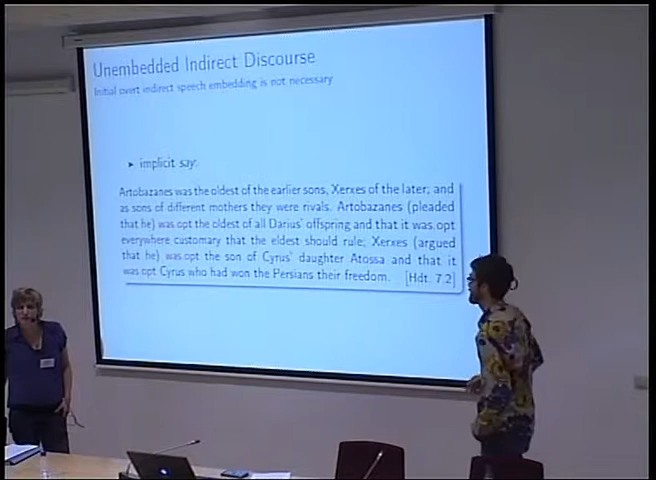 Unembedded Indirect Discourse
Initial overt indirect speech embedding is not necessary
➤ implicit say:
Artobazanes was the oldest of the earlier sons, Xerxes of the later; and
as sons of different mothers they were rivals. Artobazanes (pleaded
that he) was.opt the oldest of all Darius' offspring and that it was.opt
everywhere customary that the eldest should rule; Xerxes (argued
that he) was.opt the son of Cyrus' daughter Atossa and that it
was.opt Cyrus who had won the Persians their freedom. [Hdt. 7.2]